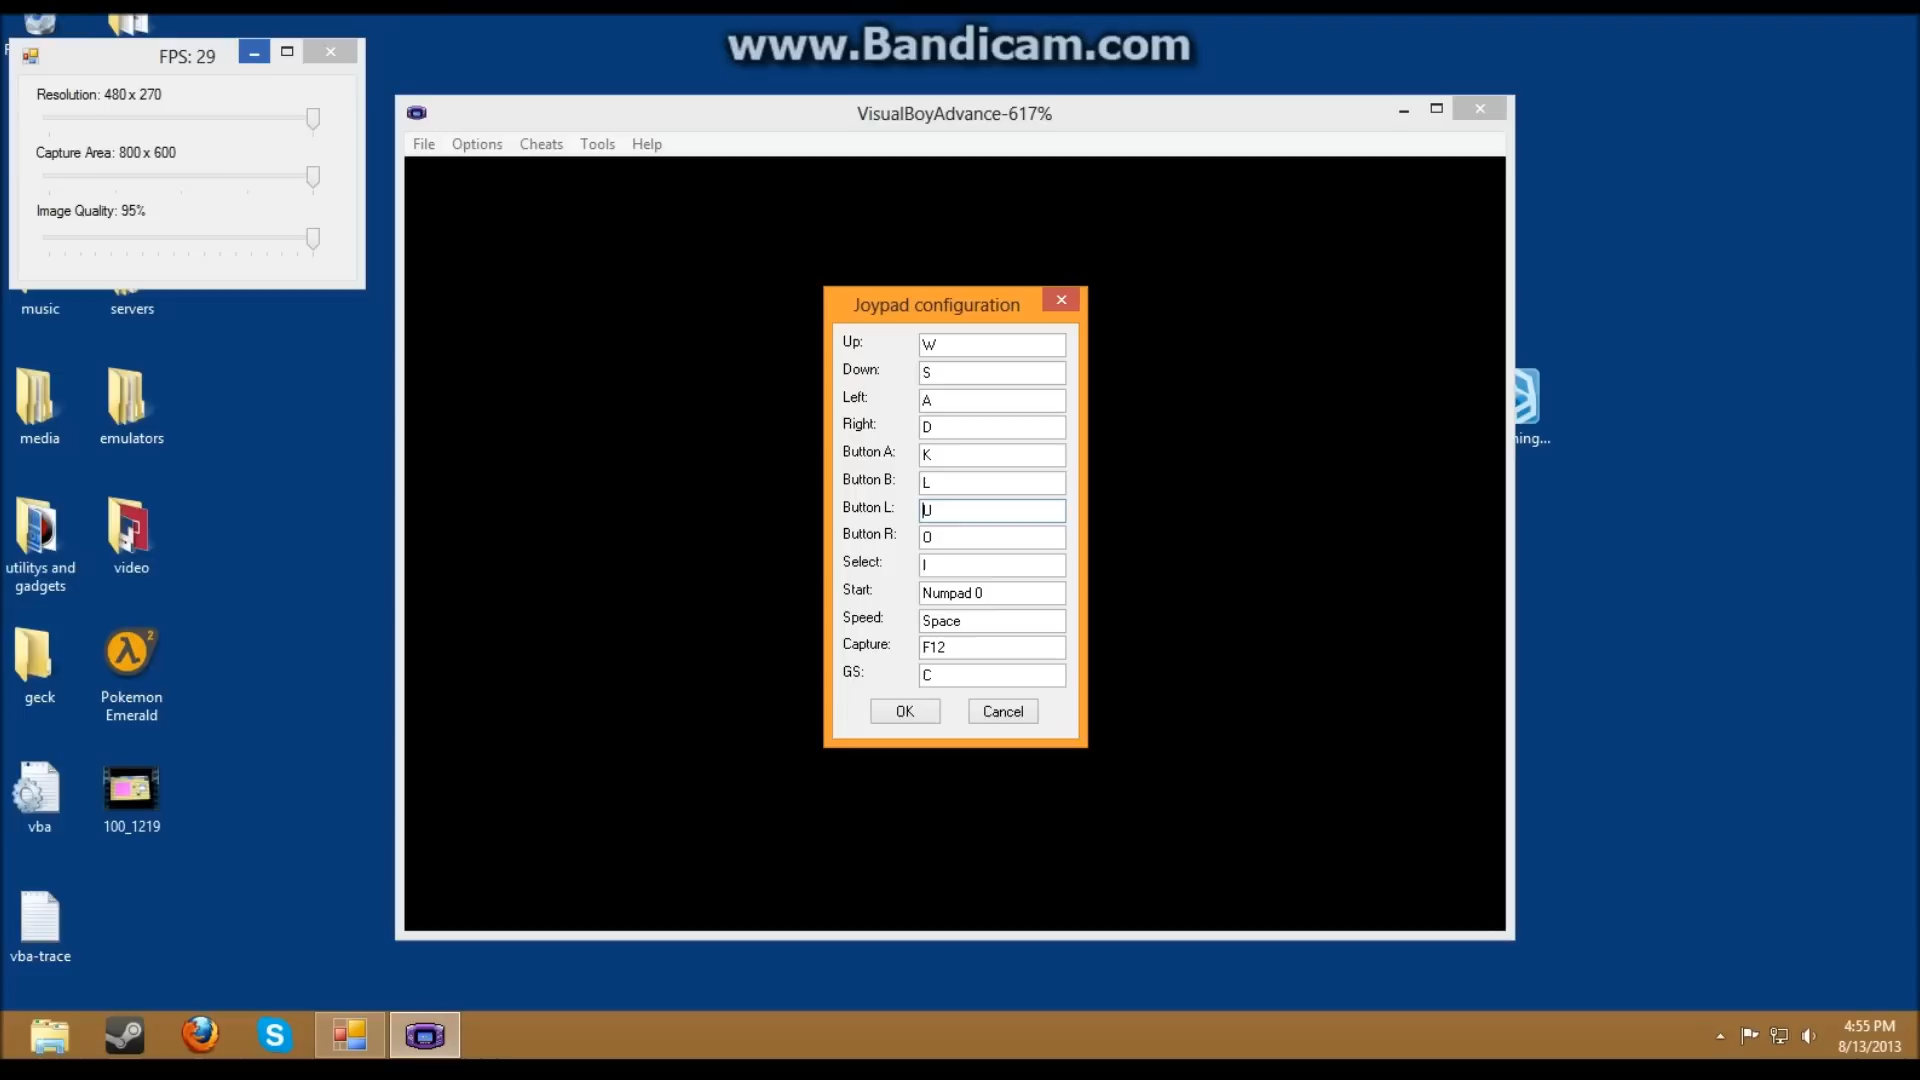 www.Bandicam.com
FPS: 29
Resolution: 480 x 270
Capture Area: 800 x 600
Image Quality: 95%
VisualBoyAdvance-617%
File Options Cheats Tools Help
Joypad configuration
Up: W
Down: S
Left: A
Right: D
Button A: K
Button B: L
Button L: U
Button R: O
Select: I
Start: Numpad 0
Speed: Space
Capture: F12
GS: C
OK Cancel
music servers
media emulators
utilitys and
gadgets
video
geck
Pokemon
Emerald
vba 100_1219
vba-trace
ning...
4:55 PM
8/13/2013